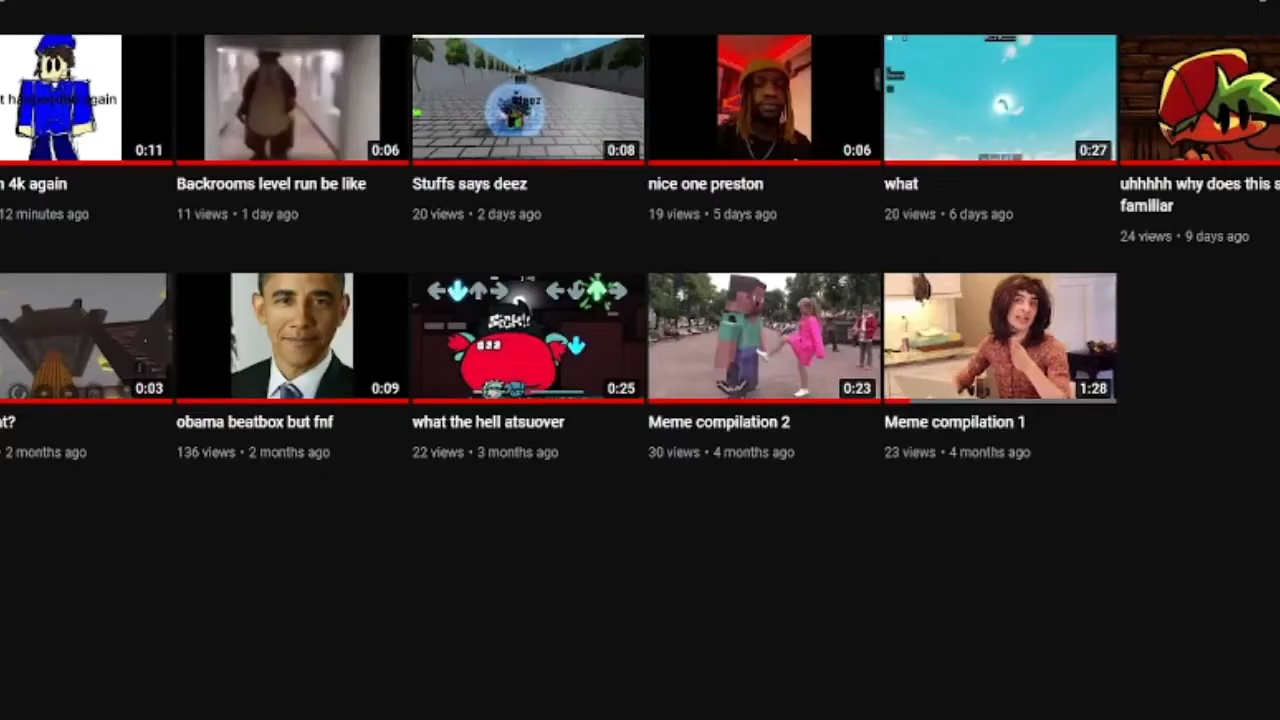 t happened again
0:11
0:06
deez
0:08
0:06
0:27
n 4k again
Backrooms level run be like
Stuffs says deez
nice one preston
what
uhhhhh why does this s
familiar
12 minutes ago
11 views • 1 day ago
20 views • 2 days ago
19 views • 5 days ago
20 views • 6 days ago
24 views • 9 days ago
SiCK!!
0:03
0:09
0:25
0:23
1:28
at?
obama beatbox but fnf
what the hell atsuover
Meme compilation 2
Meme compilation 1
• 2 months ago
136 views • 2 months ago
22 views • 3 months ago
30 views • 4 months ago
23 views • 4 months ago